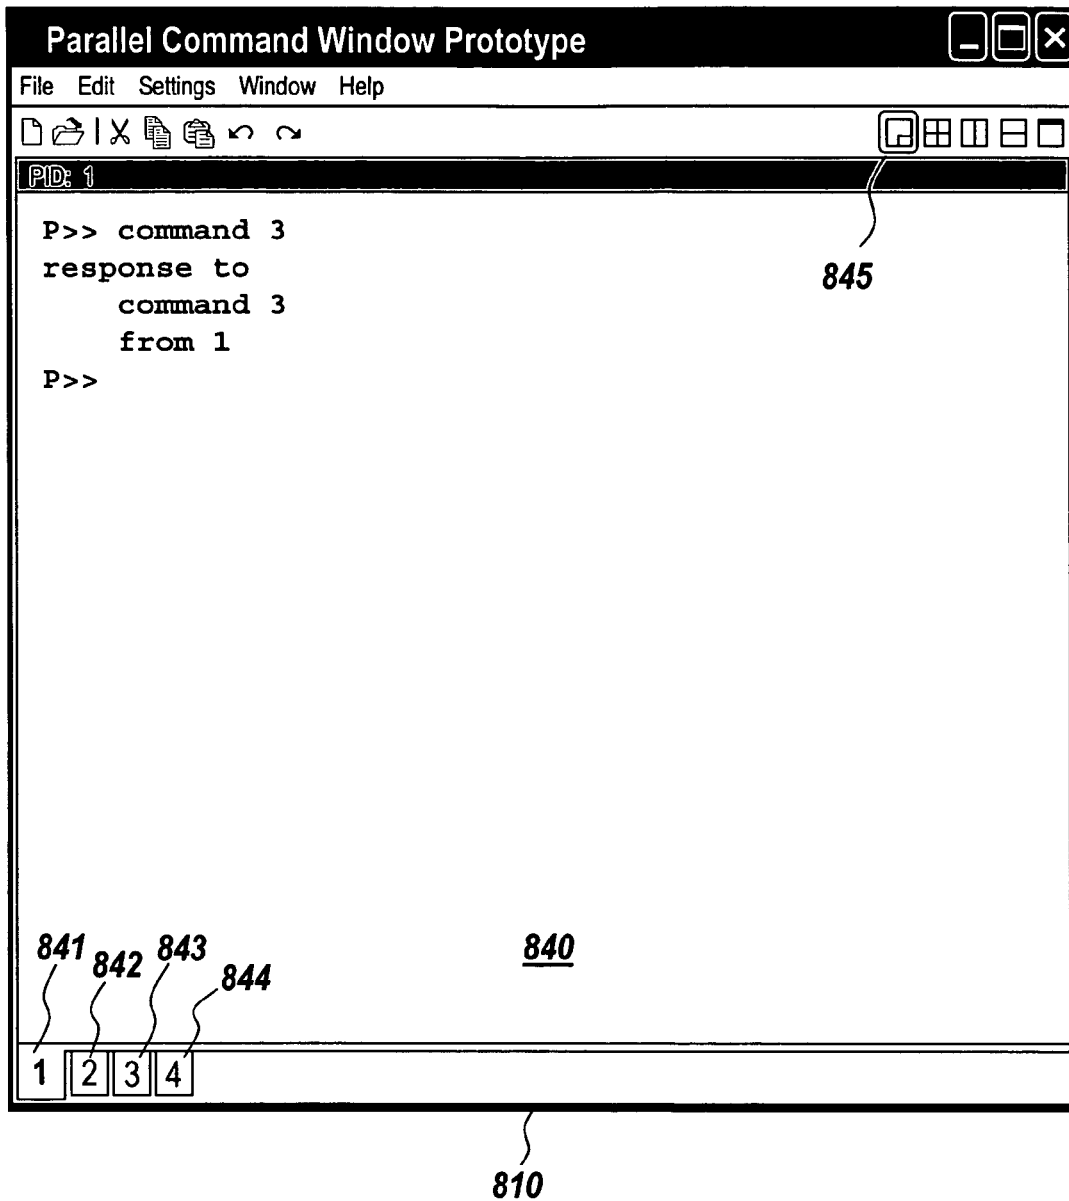 Parallel Command Window Prototype
File Edit Settings Window Help
PID: 1
P>> command 3
response to
command 3
from 1
P>>
845
841 842 843 844
840
1 2 3 4
810